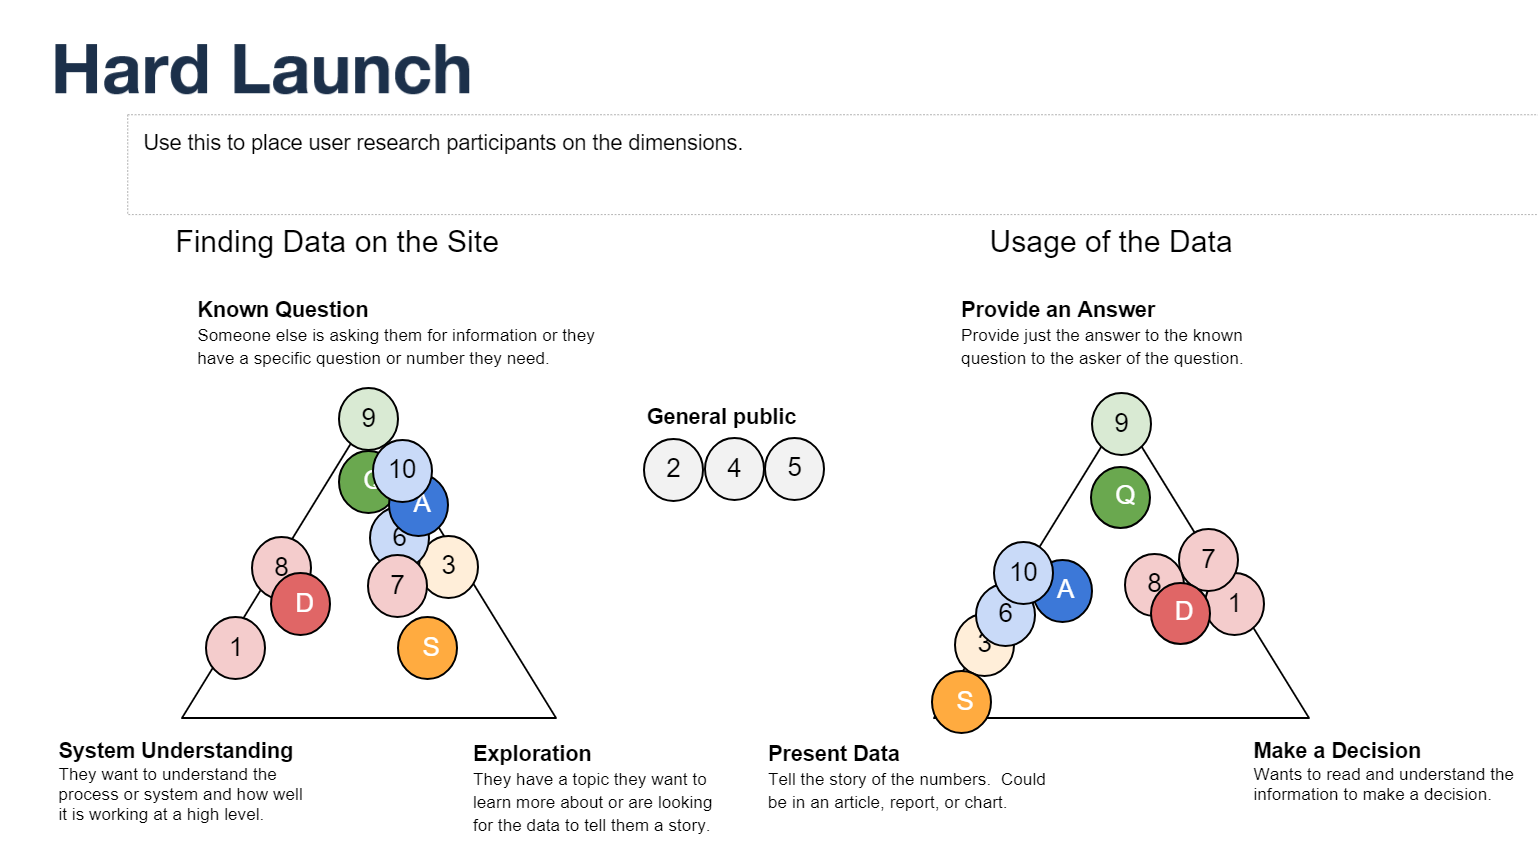 Hard Launch
Use this to place user research participants on the dimensions.
Finding Data on the Site
Usage of the Data
Known Question
Someone else is asking them for information or they
have a specific question or number they need.
Provide an Answer
Provide just the answer to the known
question to the asker of the question.
9
10
A
6
8
7
3
D
1
S
General public
2 4 5
9
Q
10
A
6
3
S
7
8
D
1
System Understanding
They want to understand the
process or system and how well
it is working at a high level.
Exploration
They have a topic they want to
learn more about or are looking
for the data to tell them a story.
Present Data
Tell the story of the numbers.  Could
be in an article, report, or chart.
Make a Decision
Wants to read and understand the
information to make a decision.